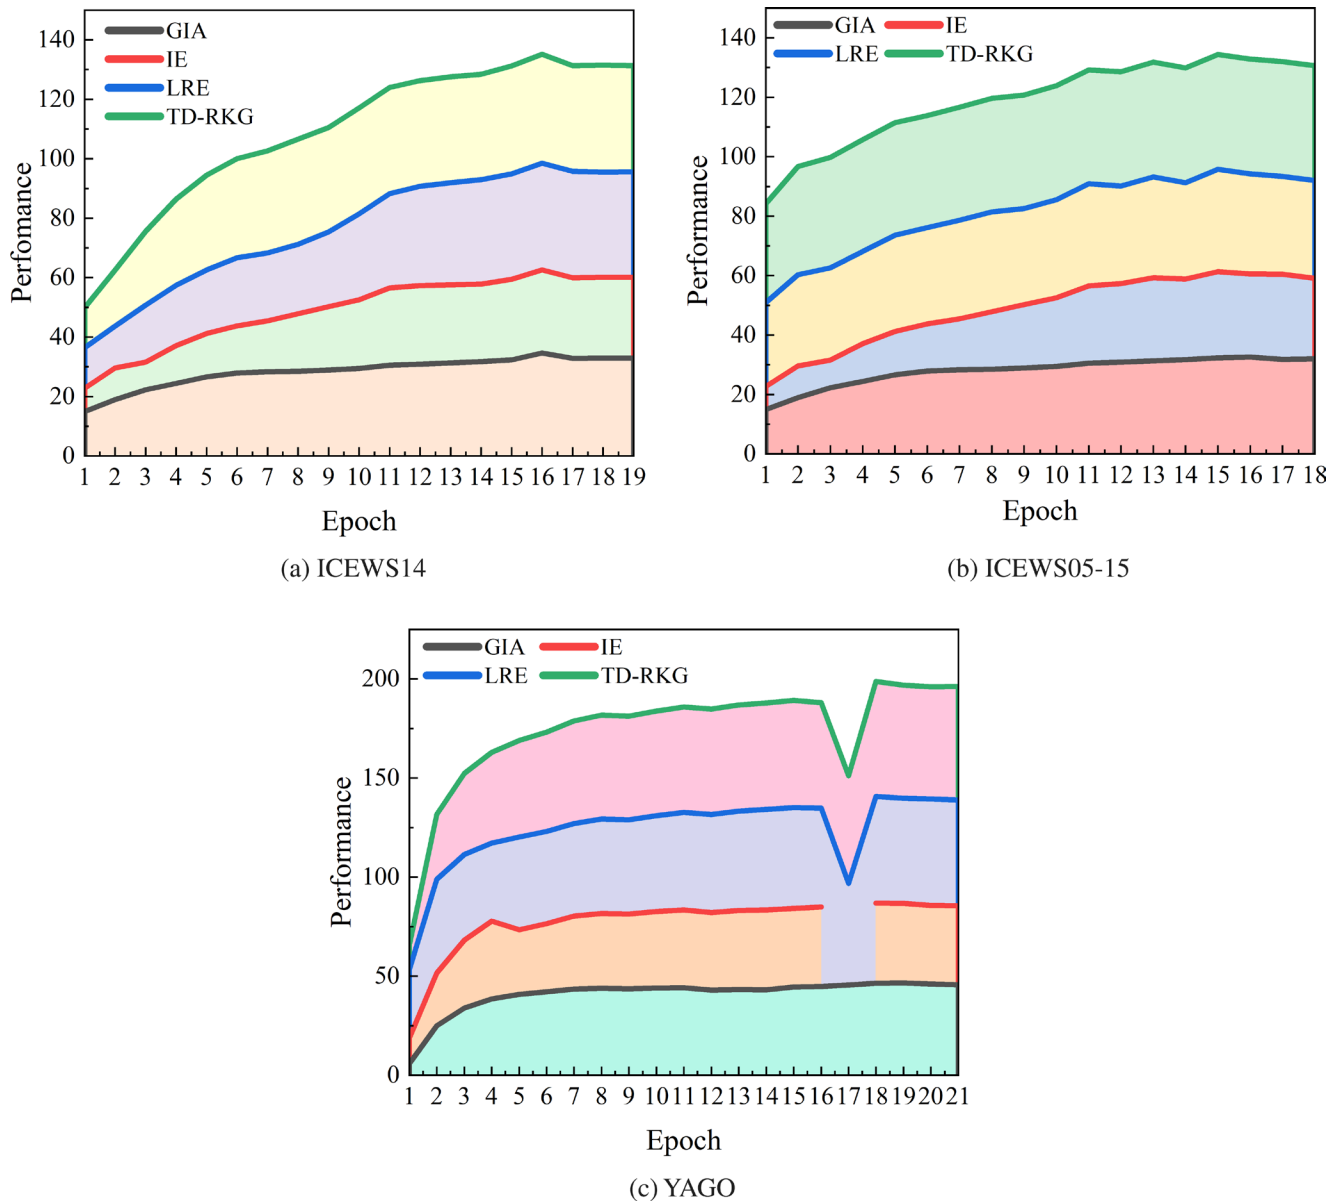 GIA
IE
LRE
TD-RKG
140
120
100
80
60
40
20
0
Perfomance
1 2 3 4 5 6 7 8 9 10 11 12 13 14 15 16 17 18 19
Epoch
(a) ICEWS14
GIA IE
LRE TD-RKG
140
120
100
80
60
40
20
0
Performance
1 2 3 4 5 6 7 8 9 10 11 12 13 14 15 16 17 18
Epoch
(b) ICEWS05-15
GIA IE
LRE TD-RKG
200
150
100
50
0
Performance
1 2 3 4 5 6 7 8 9 10 11 12 13 14 15 16 17 18 19 20 21
Epoch
(c) YAGO